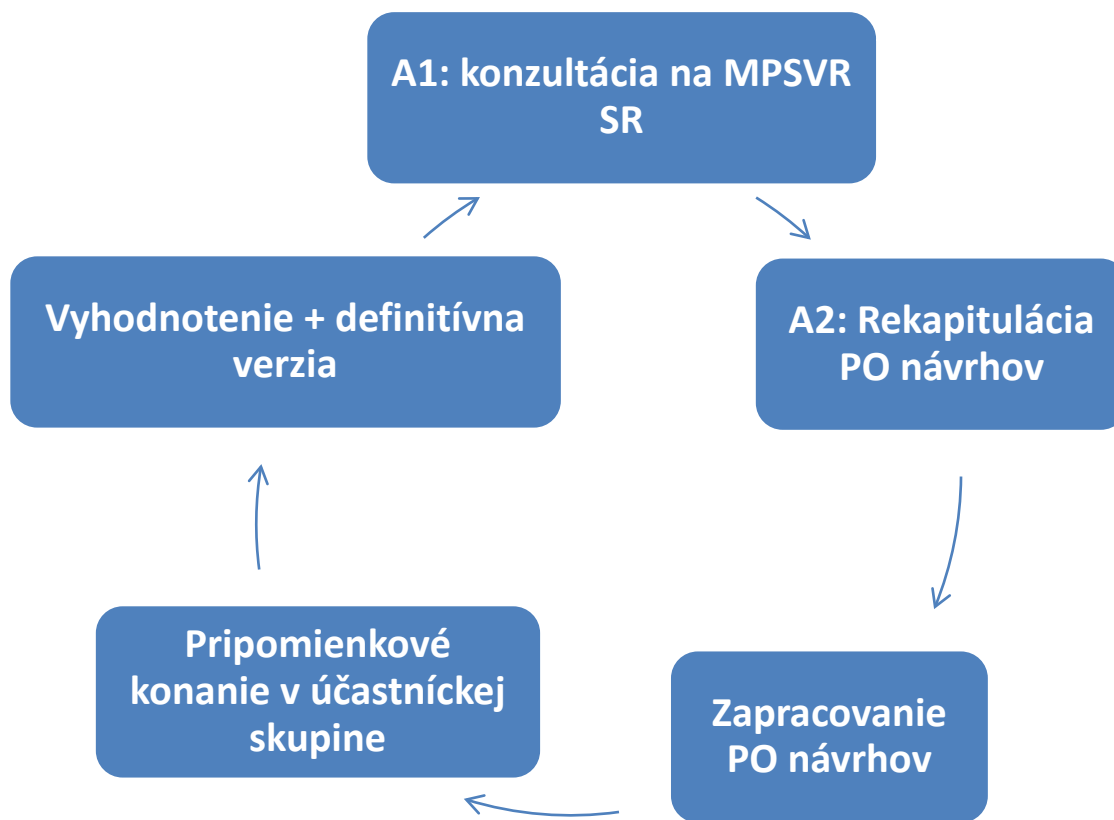 A1: konzultácia na MPSVR
SR
A2: Rekapitulácia
PO návrhov
Zapracovanie
PO návrhov
Pripomienkové
konanie v účastníckej
skupine
Vyhodnotenie + definitívna
verzia